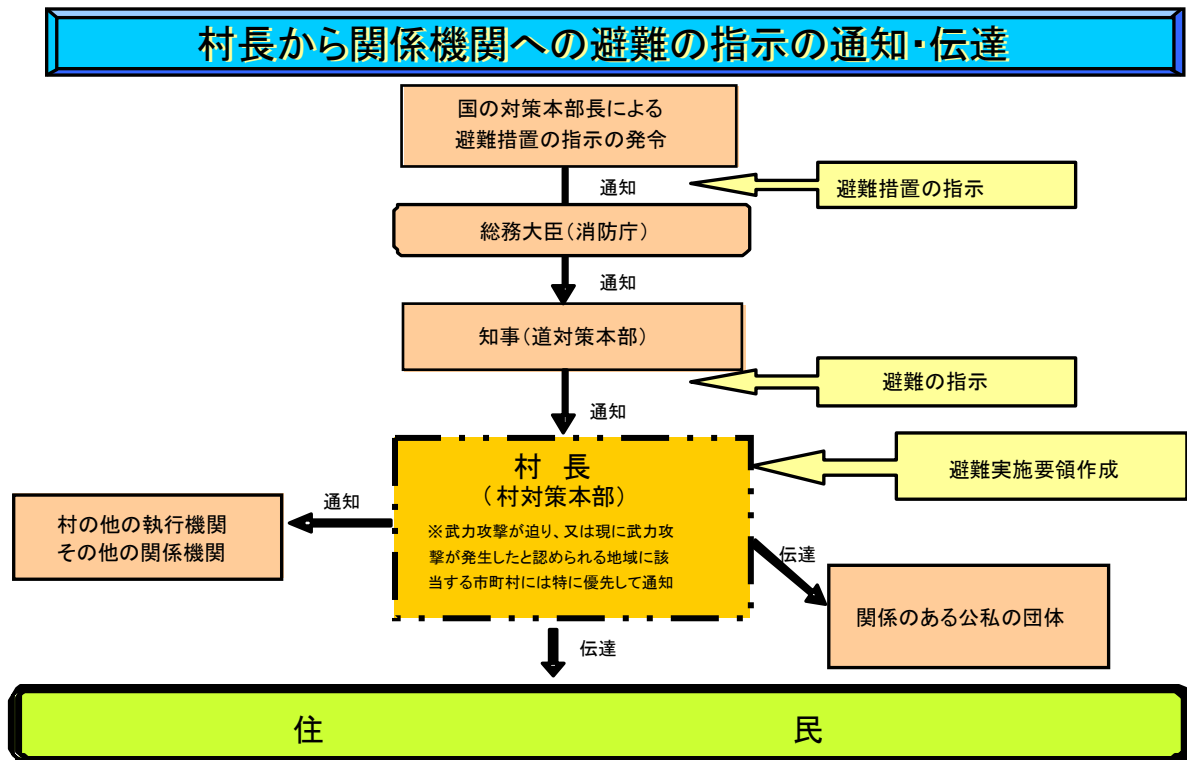 村長から関係機関への避難の指示の通知・伝達
国の対策本部長による
避難措置の指示の発令
通知
避難措置の指示
総務大臣(消防庁)
通知
知事(道対策本部)
避難の指示
通知
村 長
(村対策本部)
※武力攻撃が迫り、又は現に武力攻
撃が発生したと認められる地域に該
当する市町村には特に優先して通知
避難実施要領作成
通知
村の他の執行機関
その他の関係機関
伝達
関係のある公私の団体
伝達
住 民